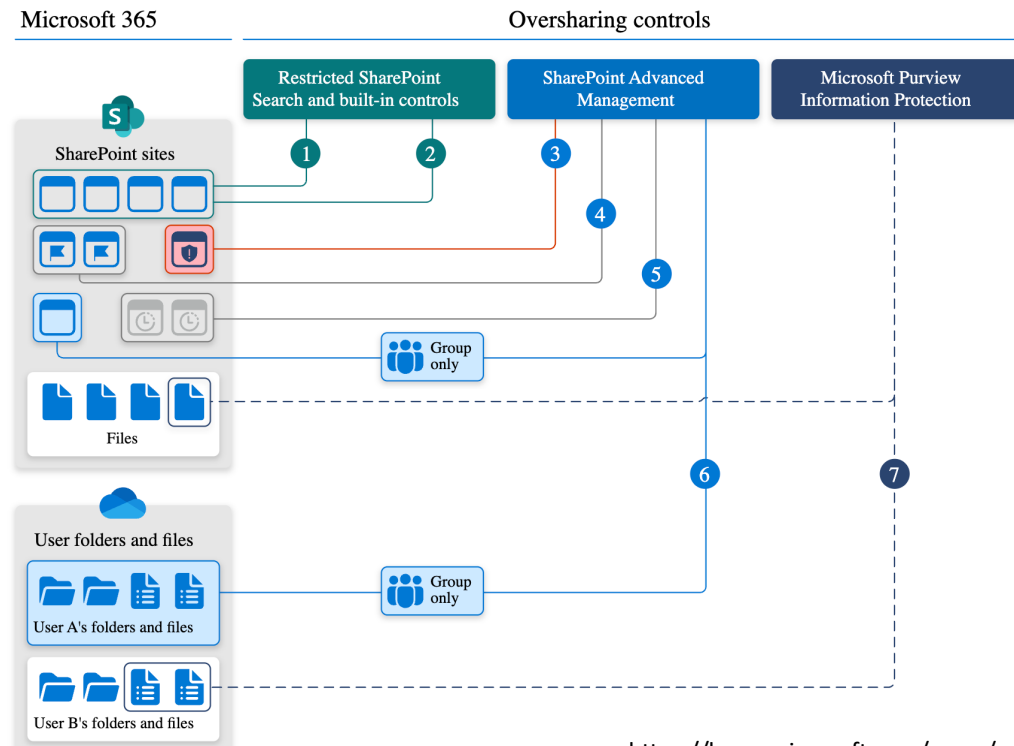 Microsoft 365
Oversharing controls
Restricted SharePoint
Search and built-in controls
SharePoint Advanced
Management
Microsoft Purview
Information Protection
S
SharePoint sites
1
2
3
4
5
Group
only
Files
6
7
User folders and files
Group
only
User A's folders and files
User B's folders and files